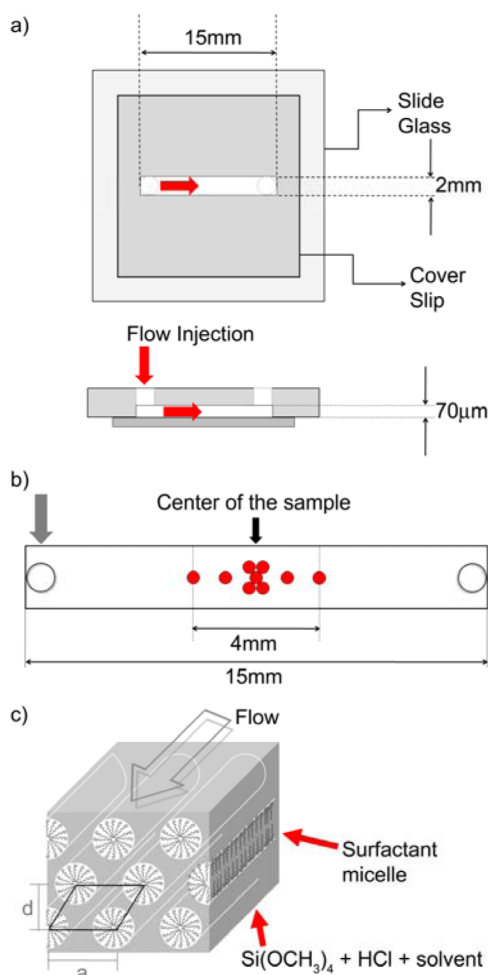 a)
15mm
Slide
Glass
2mm
Cover
Slip
Flow Injection
70μm
b)
Center of the sample
4mm
15mm
c)
Flow
Surfactant
micelle
d
a
Si(OCH₃)₄ + HCl + solvent